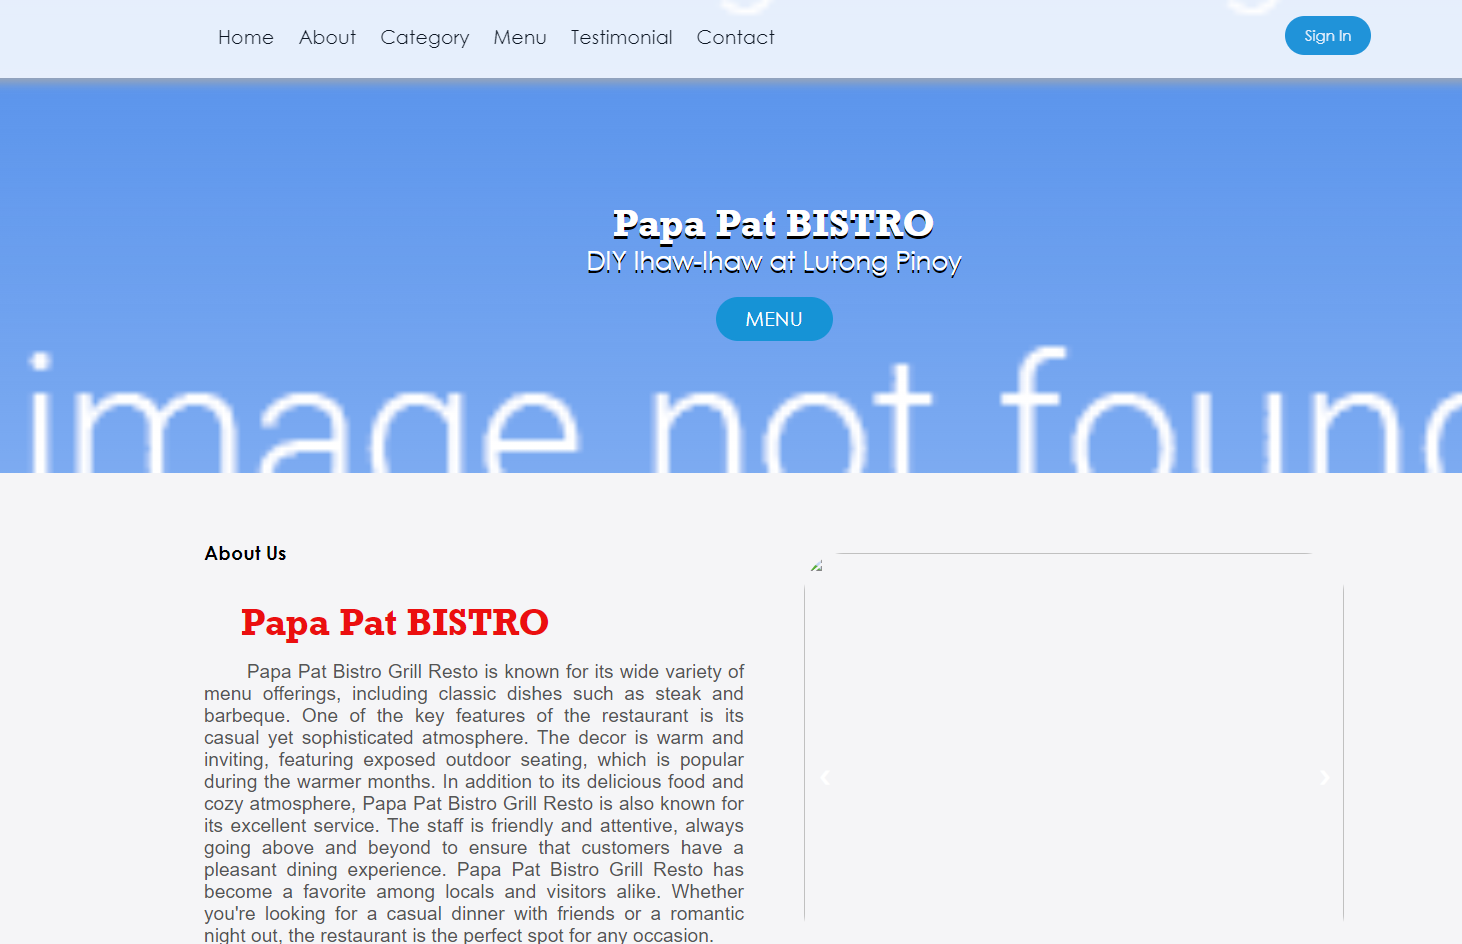 Home About Category Menu Testimonial Contact Sign In
Papa Pat BISTRO
DIY Ihaw-Ihaw at Lutong Pinoy
MENU
image not found
About Us
Papa Pat BISTRO
Papa Pat Bistro Grill Resto is known for its wide variety of
menu offerings, including classic dishes such as steak and
barbeque. One of the key features of the restaurant is its
casual yet sophisticated atmosphere. The decor is warm and
inviting, featuring exposed outdoor seating, which is popular
during the warmer months. In addition to its delicious food and
cozy atmosphere, Papa Pat Bistro Grill Resto is also known for
its excellent service. The staff is friendly and attentive, always
going above and beyond to ensure that customers have a
pleasant dining experience. Papa Pat Bistro Grill Resto has
become a favorite among locals and visitors alike. Whether
you're looking for a casual dinner with friends or a romantic
night out, the restaurant is the perfect spot for any occasion.